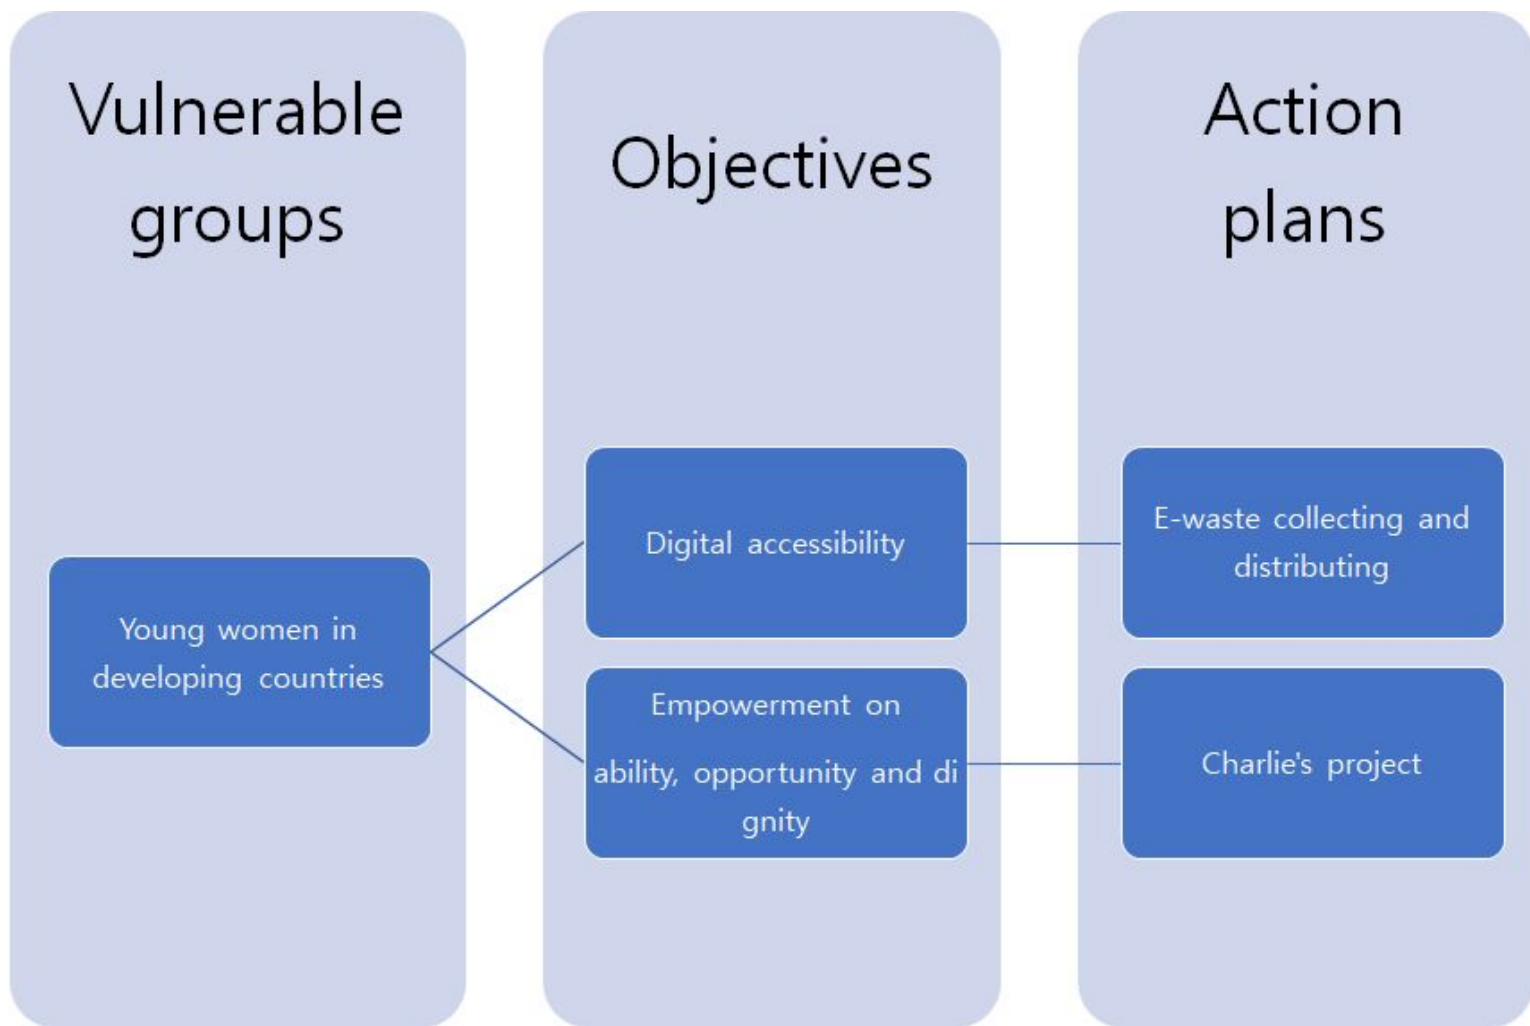 Vulnerable
groups
Objectives
Action
plans
Young women in
developing countries
Digital accessibility
Empowerment on
ability, opportunity and di
gnity
E-waste collecting and
distributing
Charlie's project